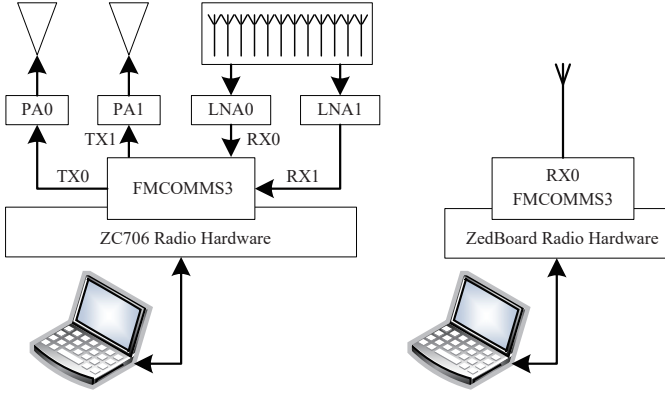 PA0
PA1
LNA0
LNA1
TX1
RX0
TX0
RX1
FMCOMMS3
ZC706 Radio Hardware
RX0
FMCOMMS3
ZedBoard Radio Hardware